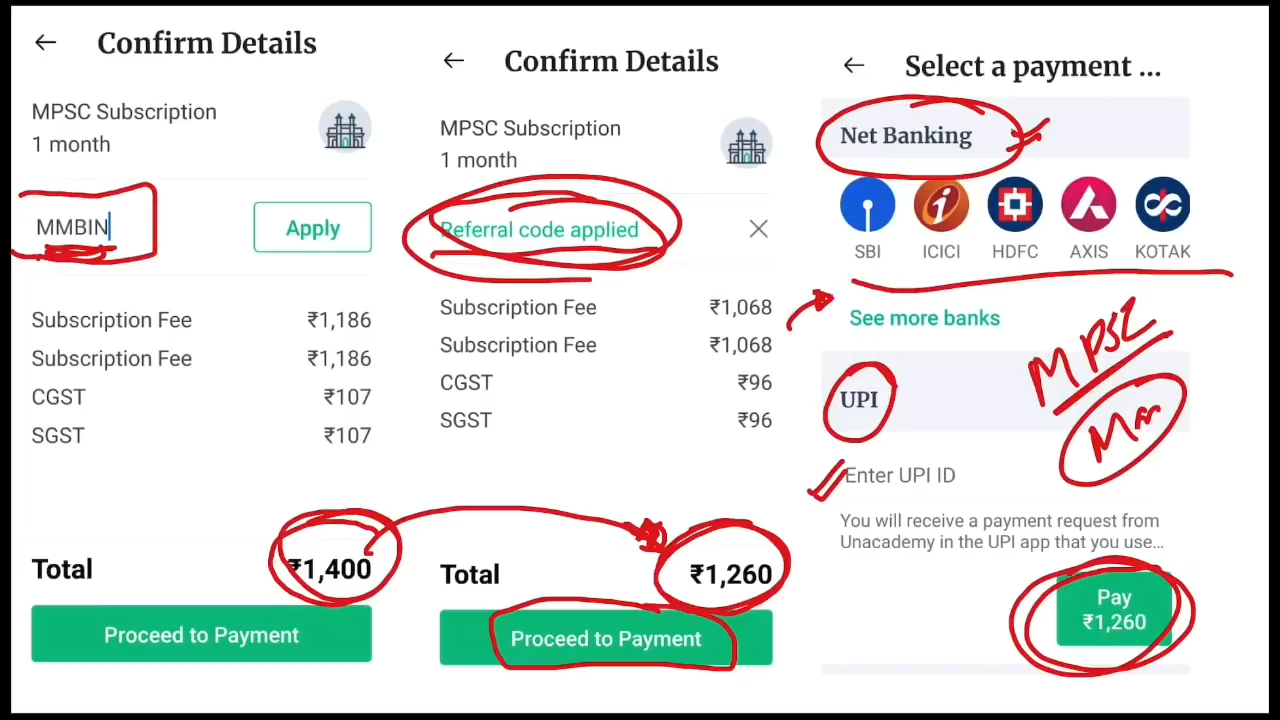 Confirm Details
MPSC Subscription
1 month
MMBIN
Apply
Subscription Fee ₹1,186
Subscription Fee ₹1,186
CGST ₹107
SGST ₹107
Total ₹1,400
Proceed to Payment
Confirm Details
MPSC Subscription
1 month
Referral code applied
Subscription Fee ₹1,068
Subscription Fee ₹1,068
CGST ₹96
SGST ₹96
Total ₹1,260
Proceed to Payment
Select a payment ...
Net Banking
SBI ICICI HDFC AXIS KOTAK
See more banks
MPSC
UPI
Enter UPI ID
You will receive a payment request from
Unacademy in the UPI app that you use...
Pay
₹1,260